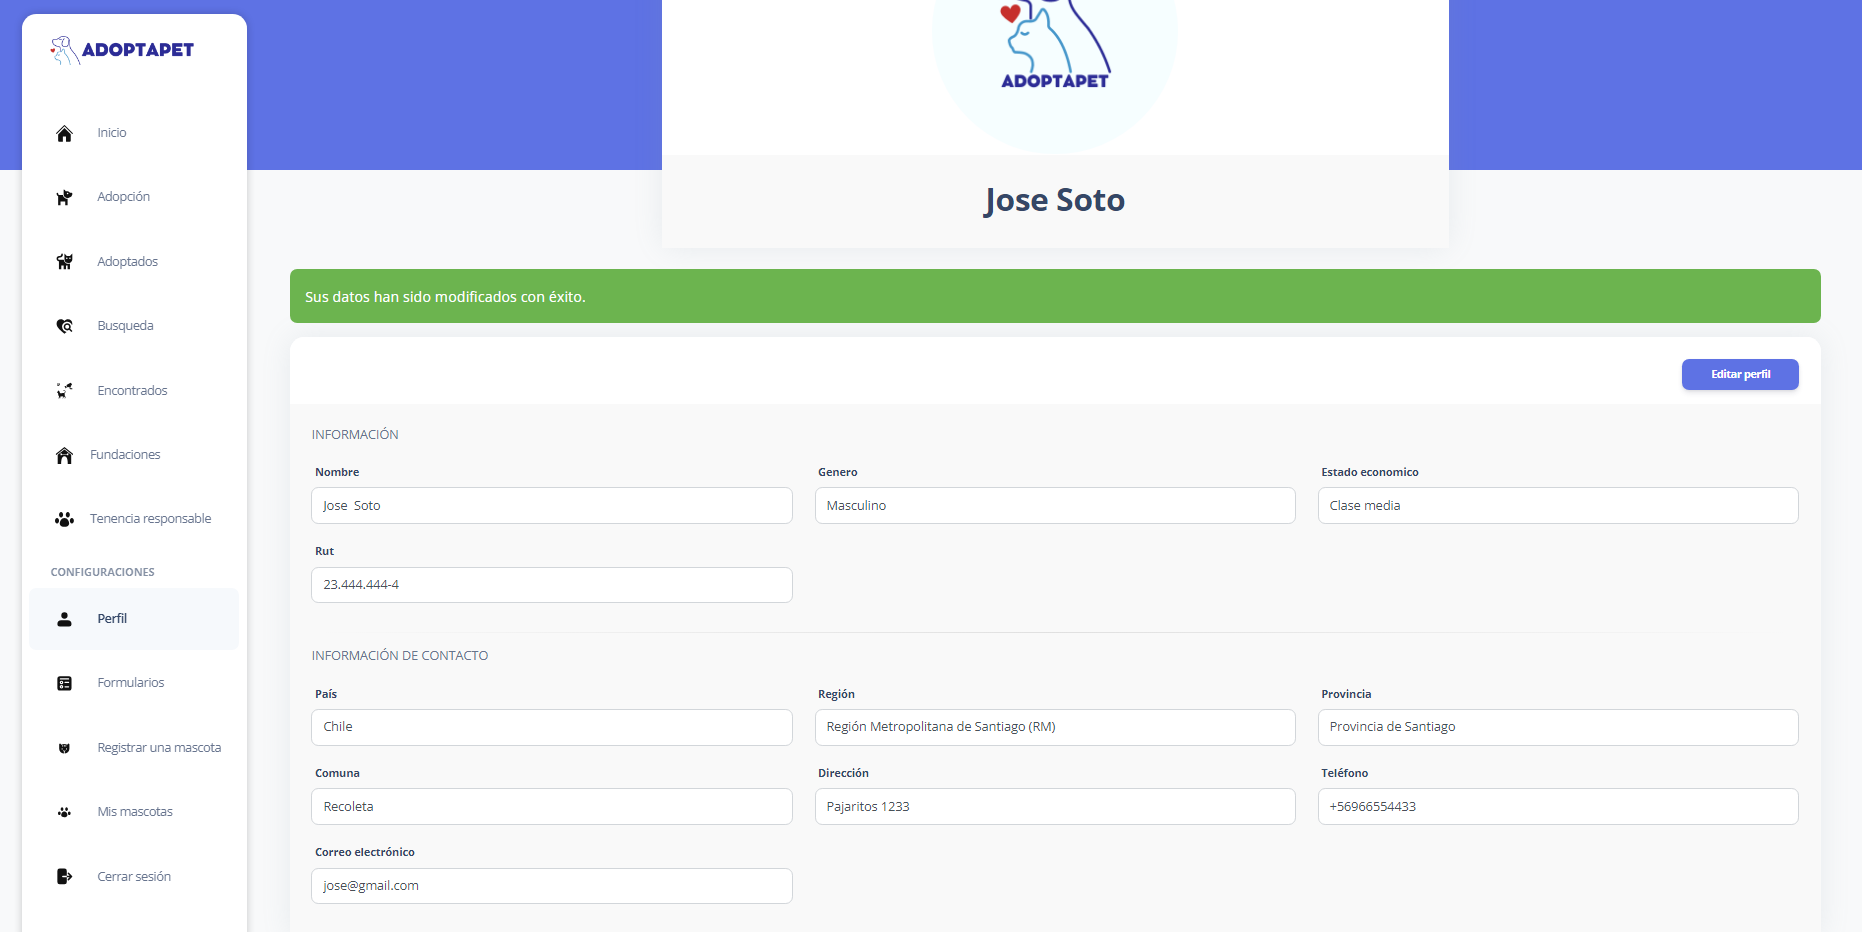 ADOPTAPET
Inicio
Adopción
Adoptados
Busqueda
Encontrados
Fundaciones
Tenencia responsable
CONFIGURACIONES
Perfil
Formularios
Registrar una mascota
Mis mascotas
Cerrar sesión
ADOPTAPET
Jose Soto
Sus datos han sido modificados con éxito.
Editar perfil
INFORMACIÓN
Nombre
Jose  Soto
Genero
Masculino
Estado economico
Clase media
Rut
23.444.444-4
INFORMACIÓN DE CONTACTO
País
Chile
Región
Región Metropolitana de Santiago (RM)
Provincia
Provincia de Santiago
Comuna
Recoleta
Dirección
Pajaritos 1233
Teléfono
+56966554433
Correo electrónico
jose@gmail.com